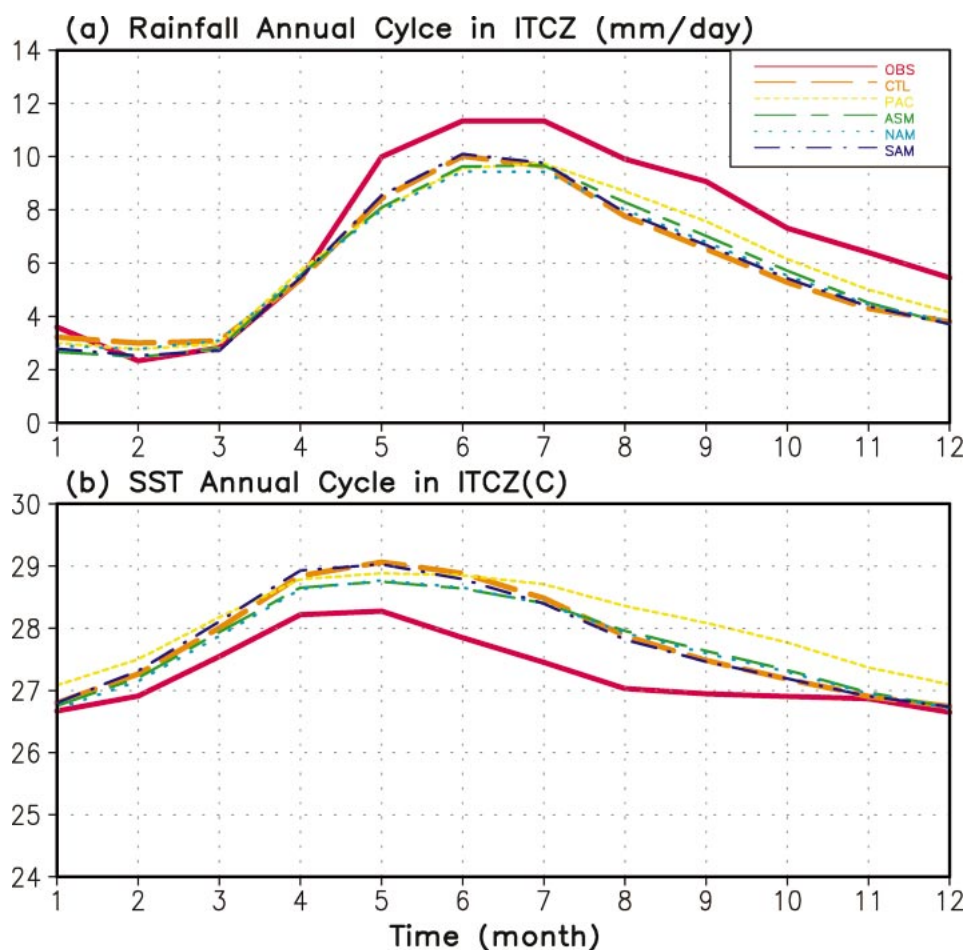 (a) Rainfall Annual Cylce in ITCZ (mm/day)
14
12
10
8
6
4
2
0
OBS
CTL
PAC
ASM
NAM
SAM
1 2 3 4 5 6 7 8 9 10 11 12
(b) SST Annual Cycle in ITCZ(C)
30
29
28
27
26
25
24
1 2 3 4 5 6 7 8 9 10 11 12
Time (month)